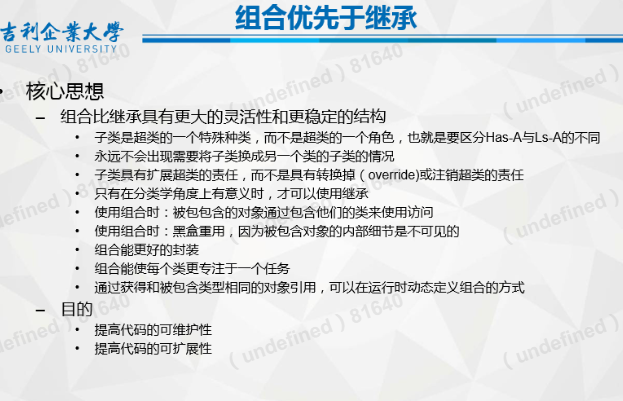 组合优先于继承
吉利企業大學
GEELY UNIVERSITY
(undefined) 81640
• 核心思想
– 组合比继承具有更大的灵活性和更稳定的结构
• 子类是超类的一个特殊种类，而不是超类的一个角色，也就是要区分Has-A与Ls-A的不同
• 永远不会出现需要将子类换成另一个类的子类的情况
• 子类具有扩展超类的责任，而不是具有转换掉（override)或注销超类的责任
• 只有在分类学角度上有意义时，才可以使用继承
• 使用组合时：被包包含的对象通过包含他们的类来使用访问
• 使用组合时：黑盒重用，因为被包含对象的内部细节是不可见的
• 组合能更好的封装
• 组合能使每个类更专注于一个任务
• 通过获得和被包含类型相同的对象引用，可以在运行时动态定义组合的方式
– 目的
• 提高代码的可维护性
• 提高代码的可扩展性